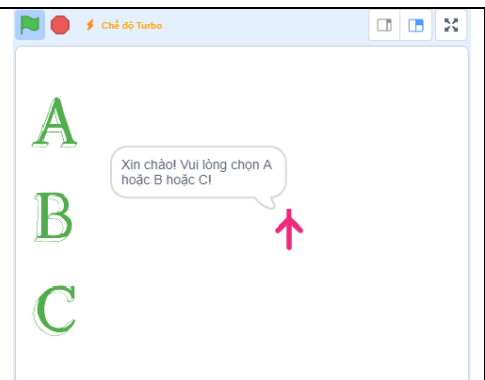 Chế độ Turbo
A
Xin chào! Vui lòng chọn A
hoặc B hoặc C!
B
C